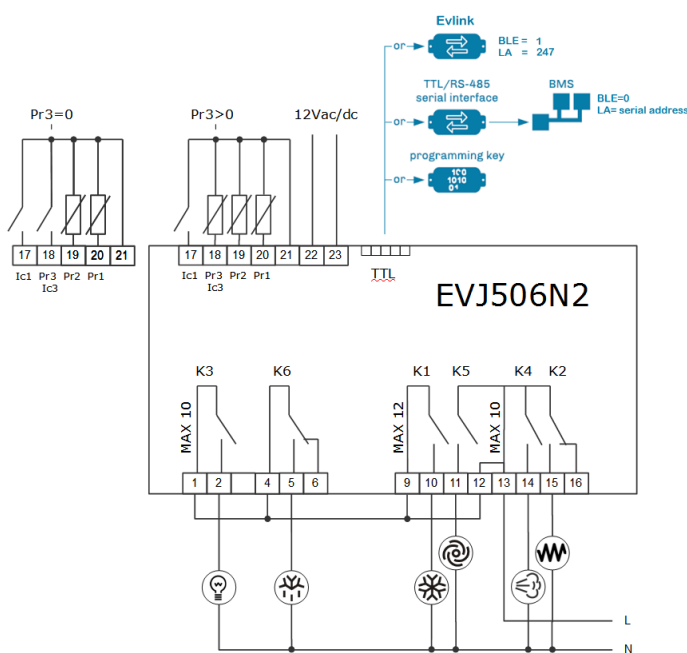 Evlink
or
BLE = 1
LA = 247
TTL/RS-485
serial interface
BMS
or
BLE=0
LA= serial address
programming key
or
100
1010
01
Pr3=0
Pr3>0
12Vac/dc
17 18 19 20 21
Ic1 Pr3 Pr2 Pr1
Ic3
17 18 19 20 21 22 23
Ic1 Pr3 Pr2 Pr1
Ic3
TTL
EVJ506N2
K3 K6 K1 K5 K4 K2
MAX 10 MAX 12 MAX 10
1 2 4 5 6 9 10 11 12 13 14 15 16
L
N